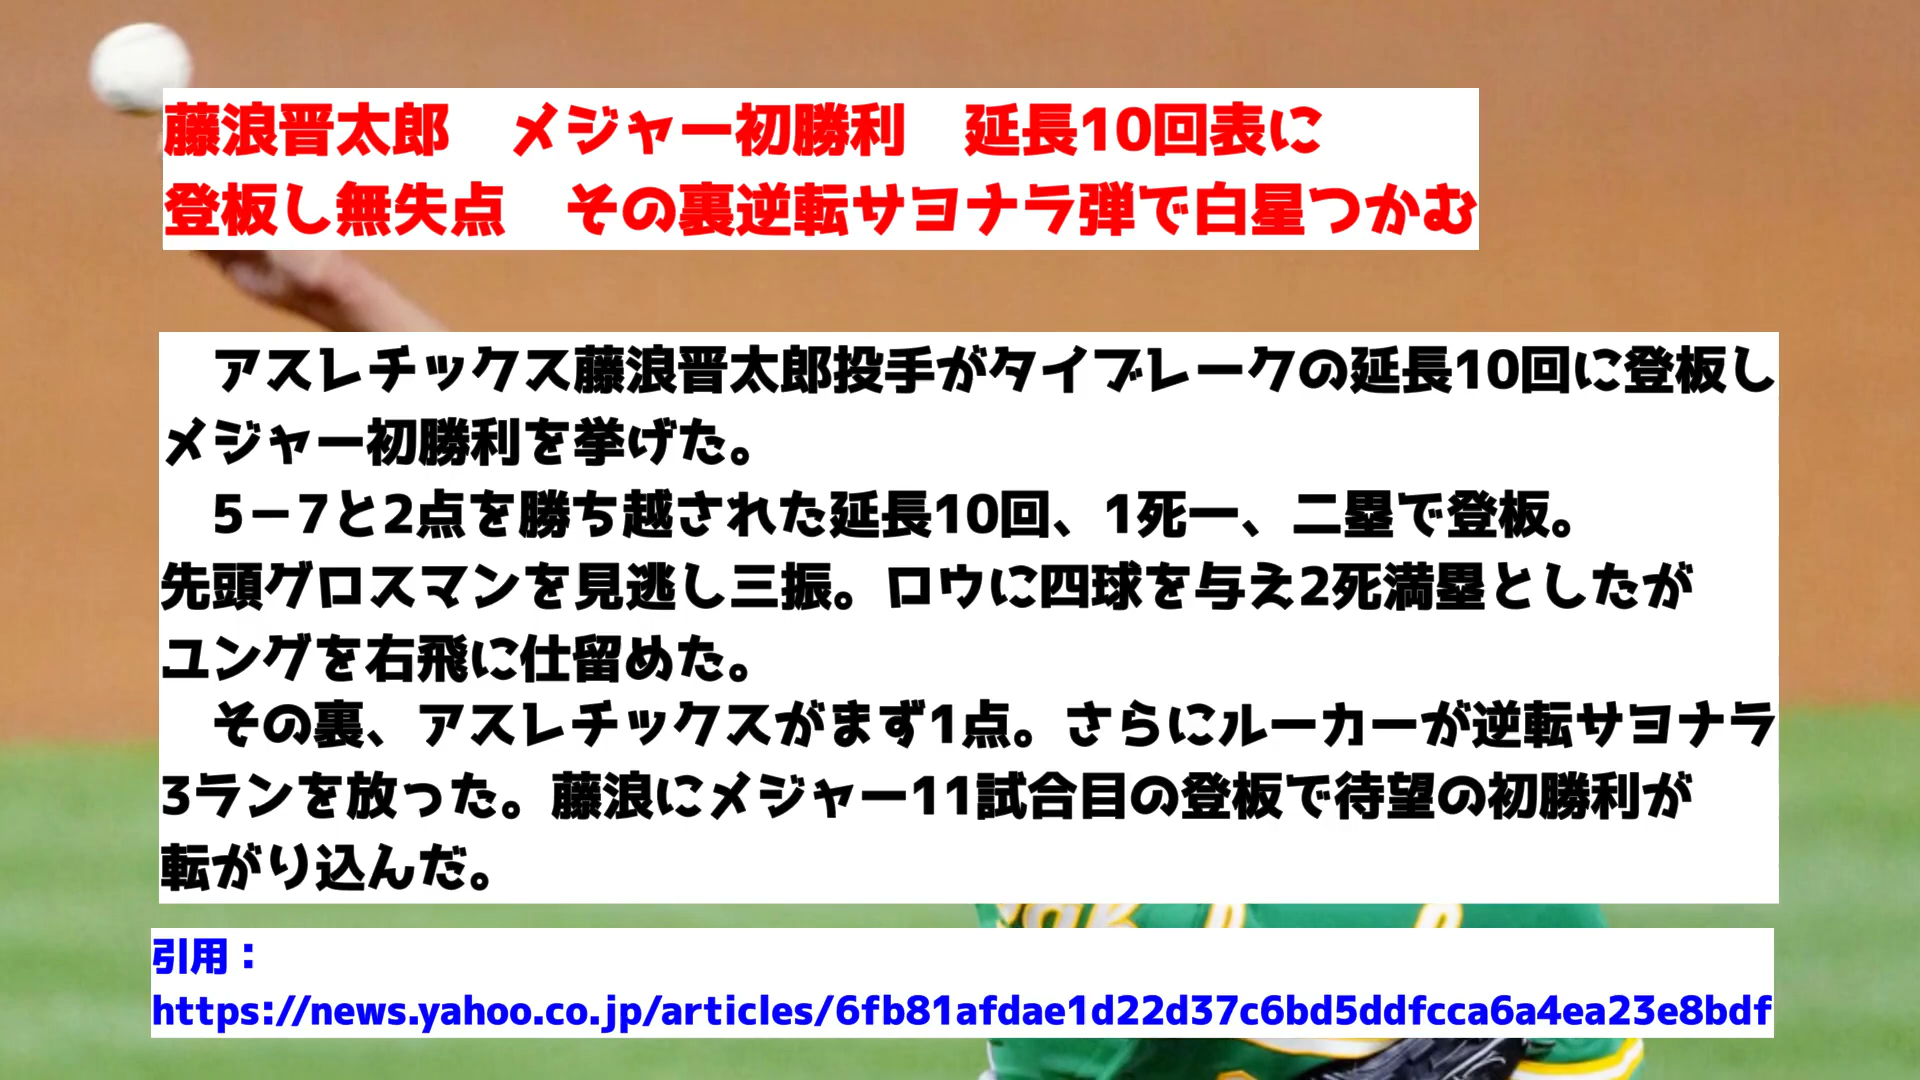 藤浪晋太郎　メジャー初勝利　延長10回表に
登板し無失点　その裏逆転サヨナラ弾で白星つかむ
　アスレチックス藤浪晋太郎投手がタイブレークの延長10回に登板し
メジャー初勝利を挙げた。
　5－7と2点を勝ち越された延長10回、1死一、二塁で登板。
先頭グロスマンを見逃し三振。ロウに四球を与え2死満塁としたが
ユングを右飛に仕留めた。
　その裏、アスレチックスがまず1点。さらにルーカーが逆転サヨナラ
3ランを放った。藤浪にメジャー11試合目の登板で待望の初勝利が
転がり込んだ。
引用：
https://news.yahoo.co.jp/articles/6fb81afdae1d22d37c6bd5ddfcca6a4ea23e8bdf